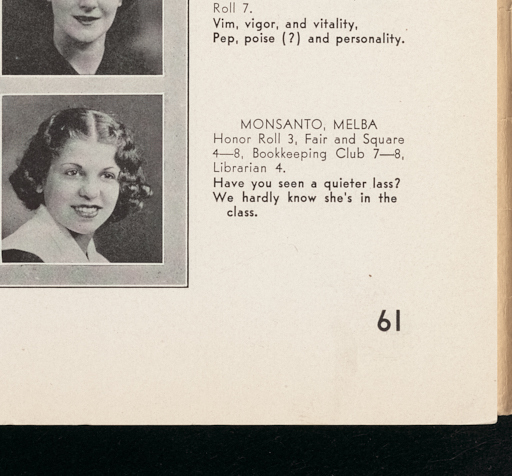 Roll 7.
Vim, vigor, and vitality,
Pep, poise (?) and personality.
MONSANTO, MELBA
Honor Roll 3, Fair and Square
4—8, Bookkeeping Club 7—8,
Librarian 4.
Have you seen a quieter lass?
We hardly know she's in the
class.
61